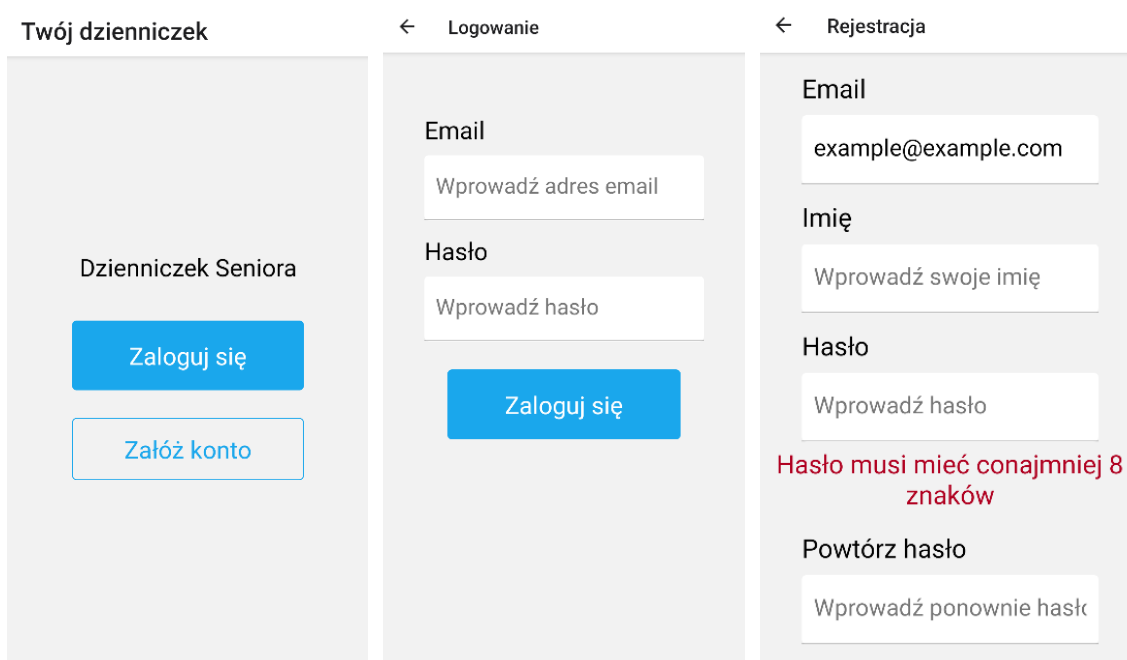 Twój dzienniczek
Dzienniczek Seniora
Zaloguj się
Załóż konto
Logowanie
Email
Wprowadź adres email
Hasło
Wprowadź hasło
Zaloguj się
Rejestracja
Email
example@example.com
Imię
Wprowadź swoje imię
Hasło
Wprowadź hasło
Hasło musi mieć conajmniej 8
znaków
Powtórz hasło
Wprowadź ponownie hasło